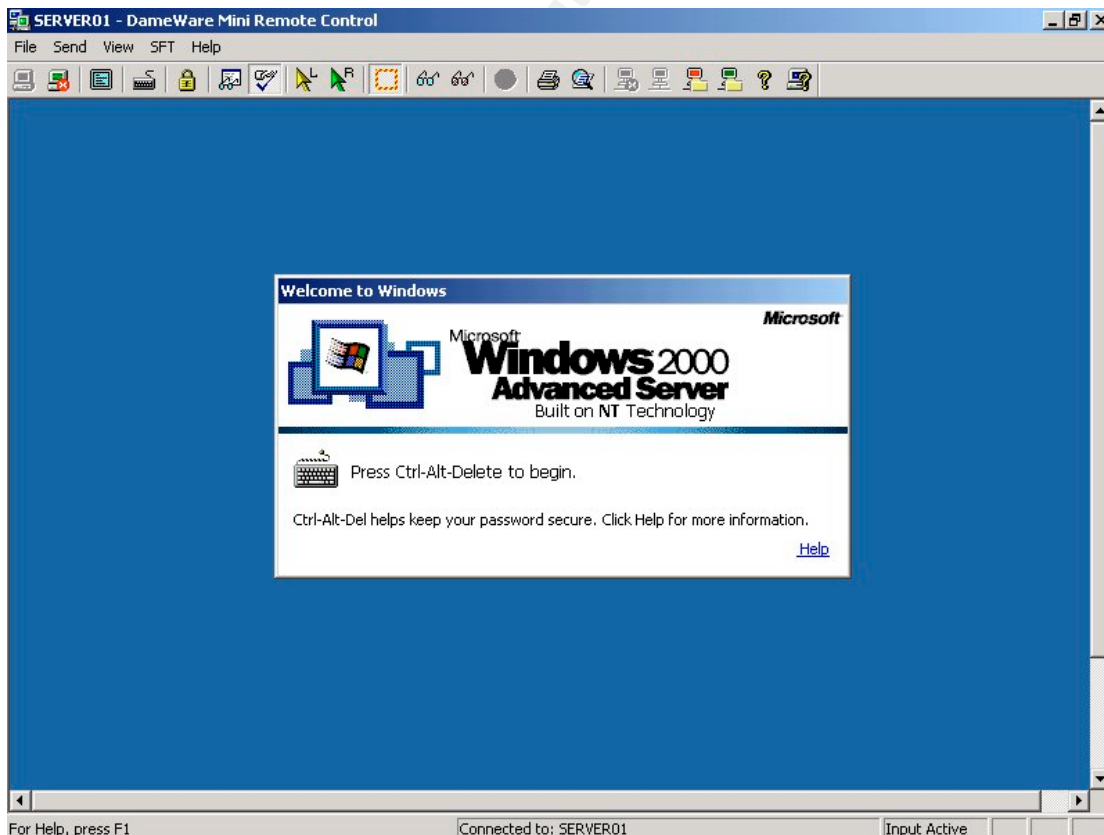 SERVER01 - DameWare Mini Remote Control
File Send View SFT Help
L R
Welcome to Windows
Microsoft
Microsoft
Windows 2000
Advanced Server
Built on NT Technology
Press Ctrl-Alt-Delete to begin.
Ctrl-Alt-Del helps keep your password secure. Click Help for more information.
Help
For Help, press F1 Connected to: SERVER01 Input Active